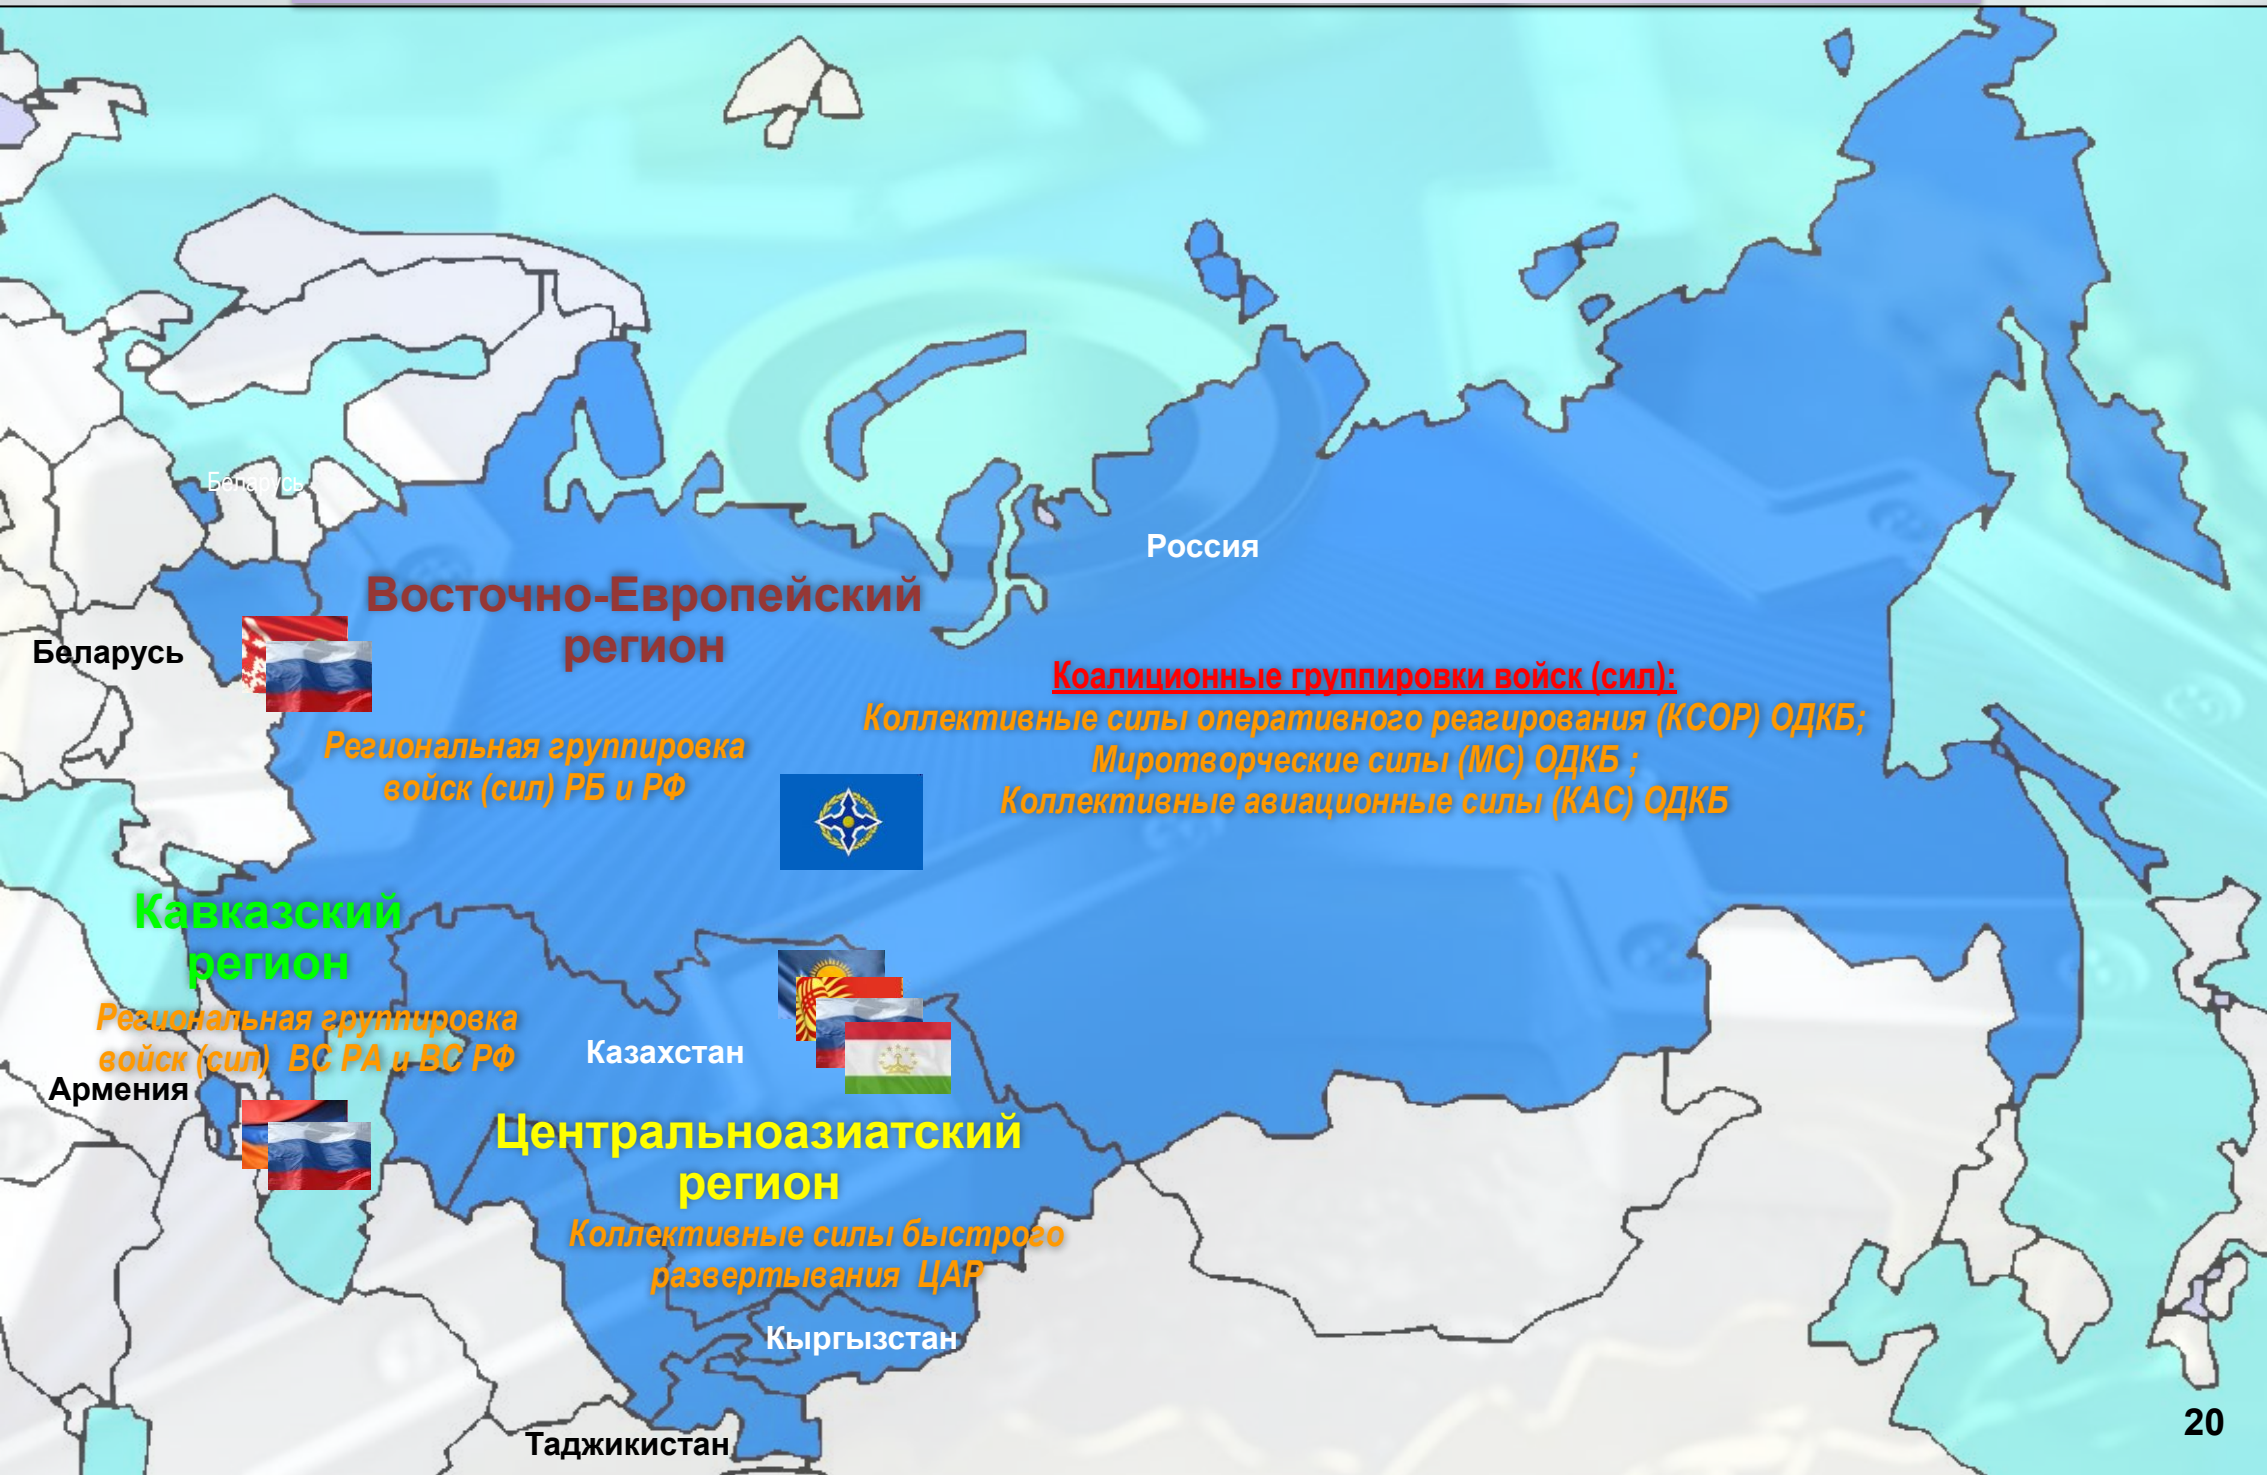 Беларусь
Россия
Восточно-Европейский
регион
Беларусь
Коалиционные группировки войск (сил):
Коллективные силы оперативного реагирования (КСОР) ОДКБ;
Миротворческие силы (МС) ОДКБ ;
Коллективные авиационные силы (КАС) ОДКБ
Региональная группировка
войск (сил) РБ и РФ
Кавказский
регион
Региональная группировка
войск (сил) ВС РА и ВС РФ
Армения
Казахстан
Центральноазиатский
регион
Коллективные силы быстрого
развертывания ЦАР
Кыргызстан
Таджикистан
20